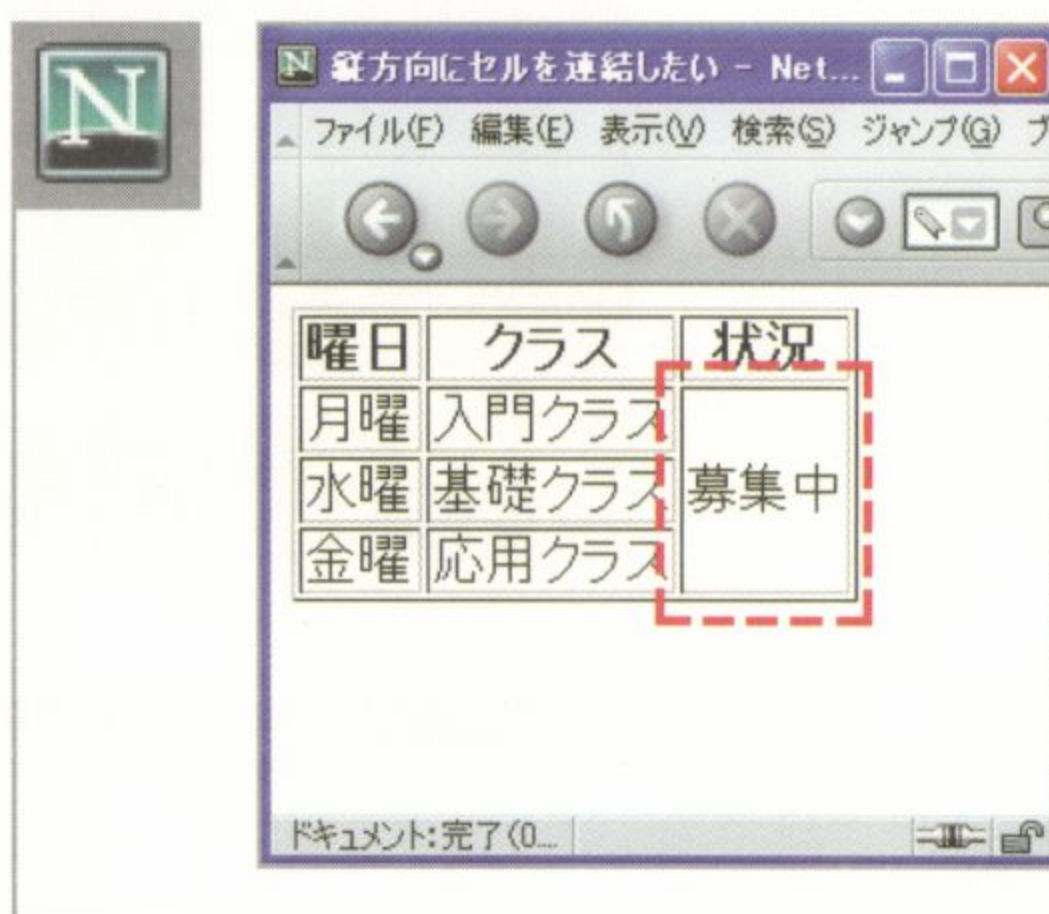 N
N 縦方向にセルを連結したい - Net...
ファイル(F) 編集(E) 表示(V) 検索(S) ジャンプ(G) ブ
曜日 クラス 状況
月曜 入門クラス
水曜 基礎クラス 募集中
金曜 応用クラス
ドキュメント:完了(0...